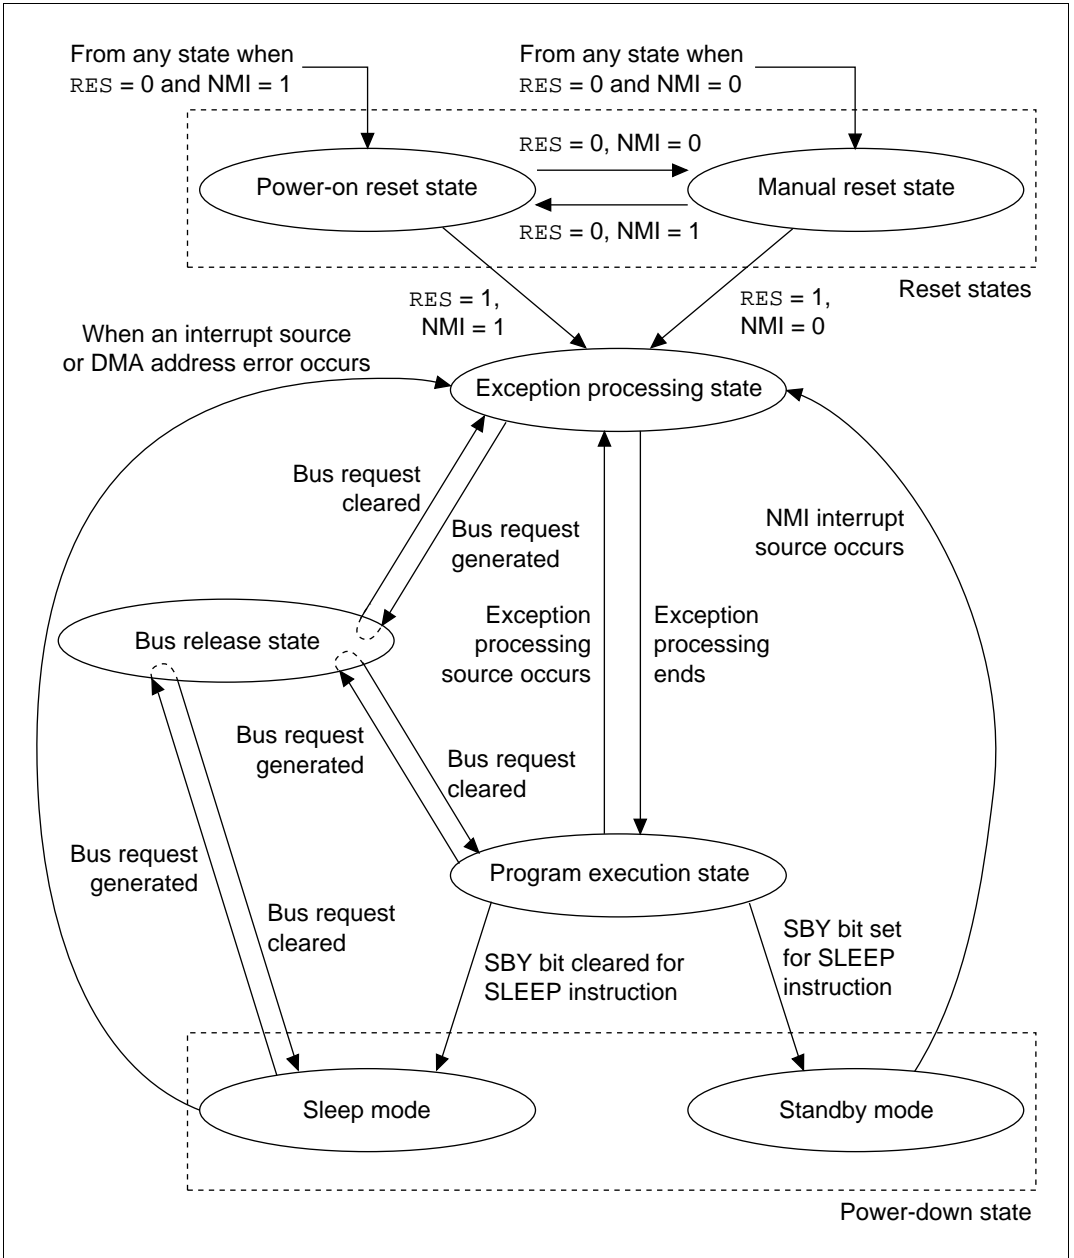 From any state when
RES = 0 and NMI = 1
From any state when
RES = 0 and NMI = 0
RES = 0, NMI = 0
Power-on reset state
Manual reset state
RES = 0, NMI = 1
Reset states
RES = 1,
NMI = 1
RES = 1,
NMI = 0
When an interrupt source
or DMA address error occurs
Exception processing state
Bus request
cleared
Bus request
generated
NMI interrupt
source occurs
Exception
processing
source occurs
Exception
processing
ends
Bus release state
Bus request
generated
Bus request
cleared
Bus request
generated
Bus request
cleared
Program execution state
SBY bit cleared for
SLEEP instruction
SBY bit set
for SLEEP
instruction
Sleep mode
Standby mode
Power-down state